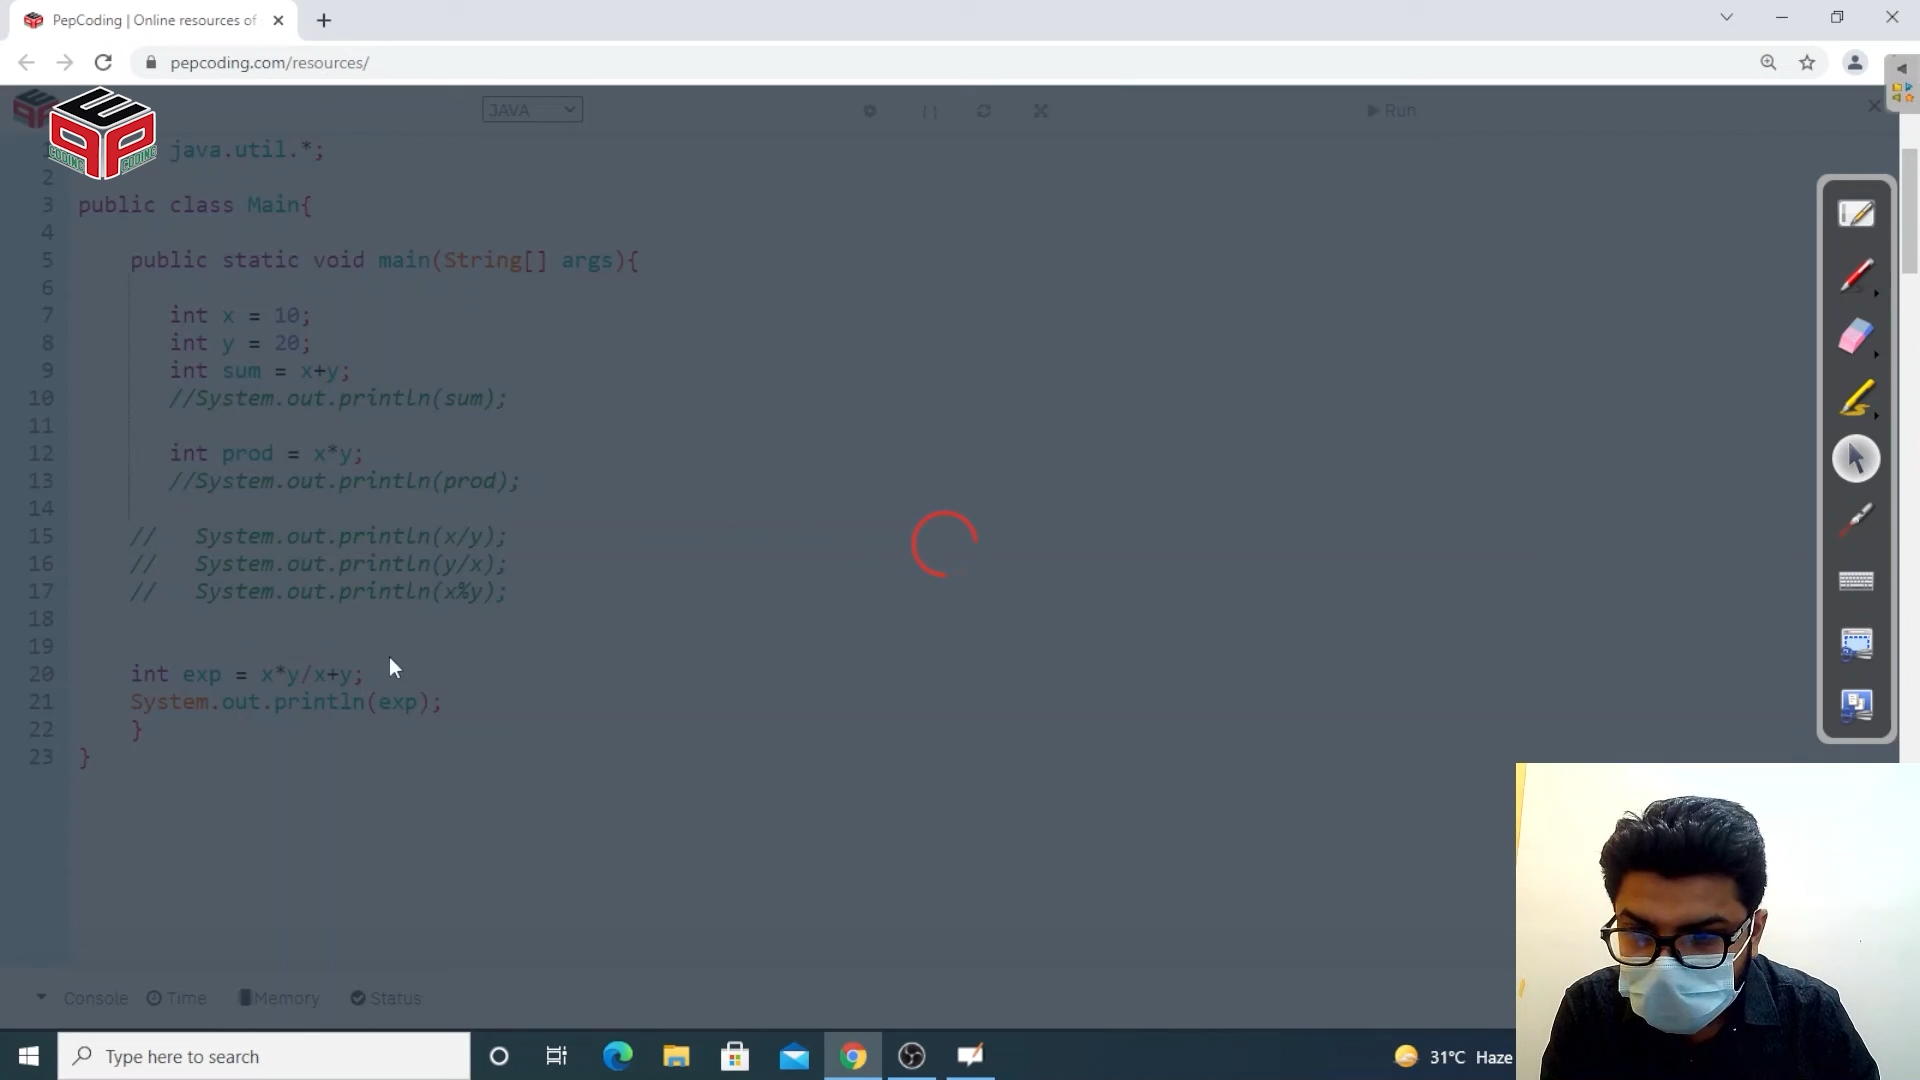 PepCoding | Online resources of
pepcoding.com/resources/
CODING CODING
JAVA
Run
java.util.*;
2
3 public class Main{
4
5 public static void main(String[] args){
6
7 int x = 10;
8 int y = 20;
9 int sum = x+y;
10 //System.out.println(sum);
11
12 int prod = x*y;
13 //System.out.println(prod);
14
15 // System.out.println(x/y);
16 // System.out.println(y/x);
17 // System.out.println(x%y);
18
19
20 int exp = x*y/x+y;
21 System.out.println(exp);
22 }
23 }
Console Time Memory Status
Type here to search
31°C Haze